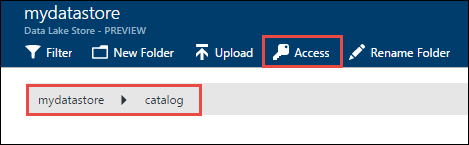 mydatastore
Data Lake Store - PREVIEW
Filter New Folder Upload Access Rename Folder
mydatastore catalog